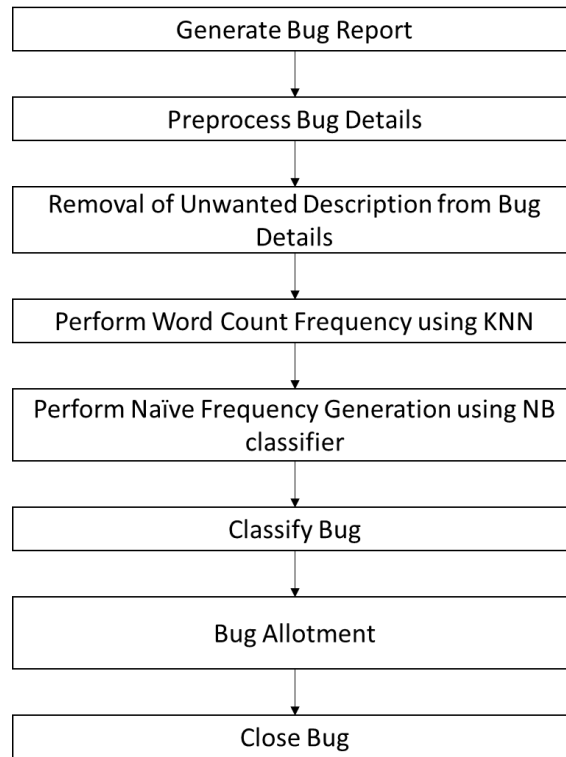 Generate Bug Report
Preprocess Bug Details
Removal of Unwanted Description from Bug
Details
Perform Word Count Frequency using KNN
Perform Naïve Frequency Generation using NB
classifier
Classify Bug
Bug Allotment
Close Bug